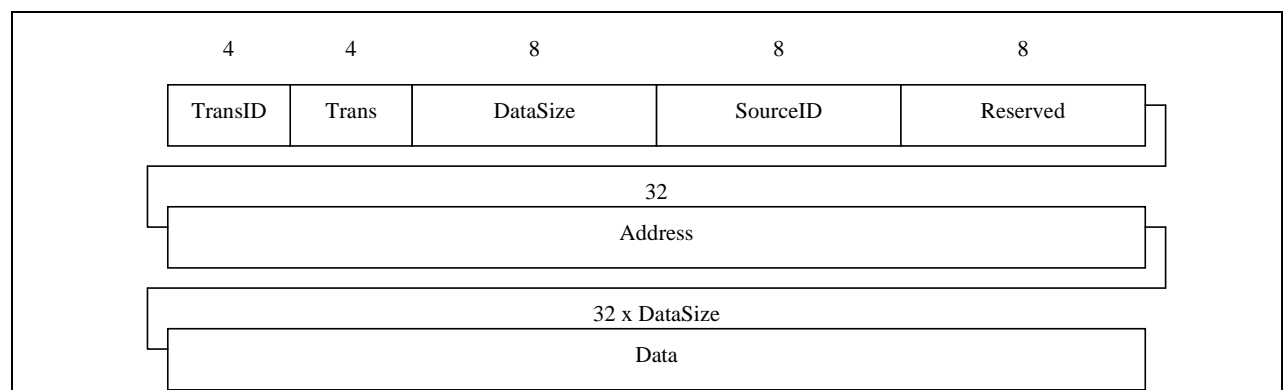 4 4 8 8 8
TransID Trans DataSize SourceID Reserved
32
Address
32 x DataSize
Data